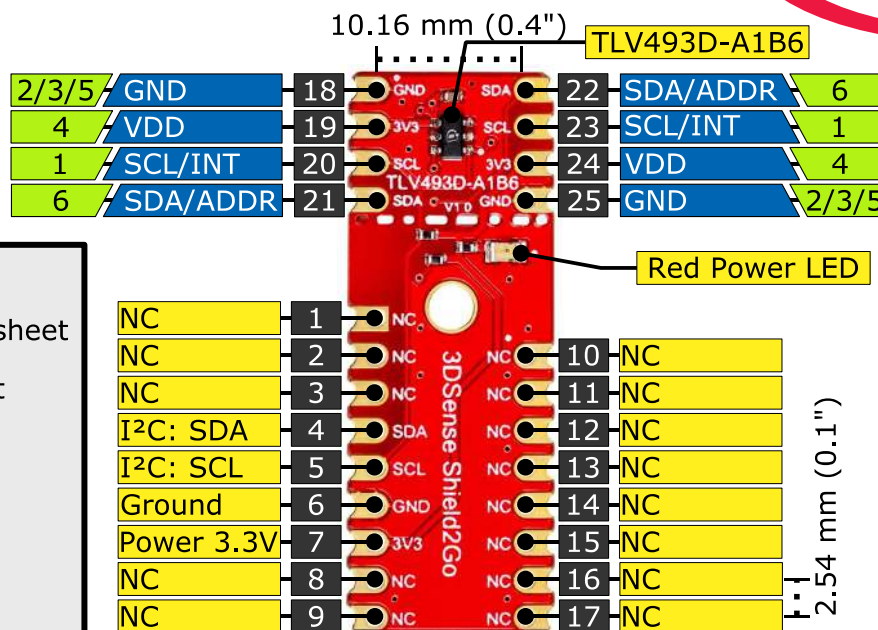 10.16 mm (0.4")
TLV493D-A1B6
2/3/5 GND 18 GND SDA 22 SDA/ADDR 6
4 VDD 19 3V3 SCL 23 SCL/INT 1
1 SCL/INT 20 SCL 3V3 24 VDD 4
TLV493D-A1B6
6 SDA/ADDR 21 SDA V1.0 GND 25 GND 2/3/5
Red Power LED
sheet
t
NC 1 NC
NC 2 NC NC 10 NC
NC 3 NC NC 11 NC
I²C: SDA 4 SDA NC 12 NC
I²C: SCL 5 SCL NC 13 NC
Ground 6 GND NC 14 NC
Power 3.3V 7 3V3 NC 15 NC
NC 8 NC NC 16 NC
NC 9 NC NC 17 NC
3DSense Shield2Go
2.54 mm (0.1")